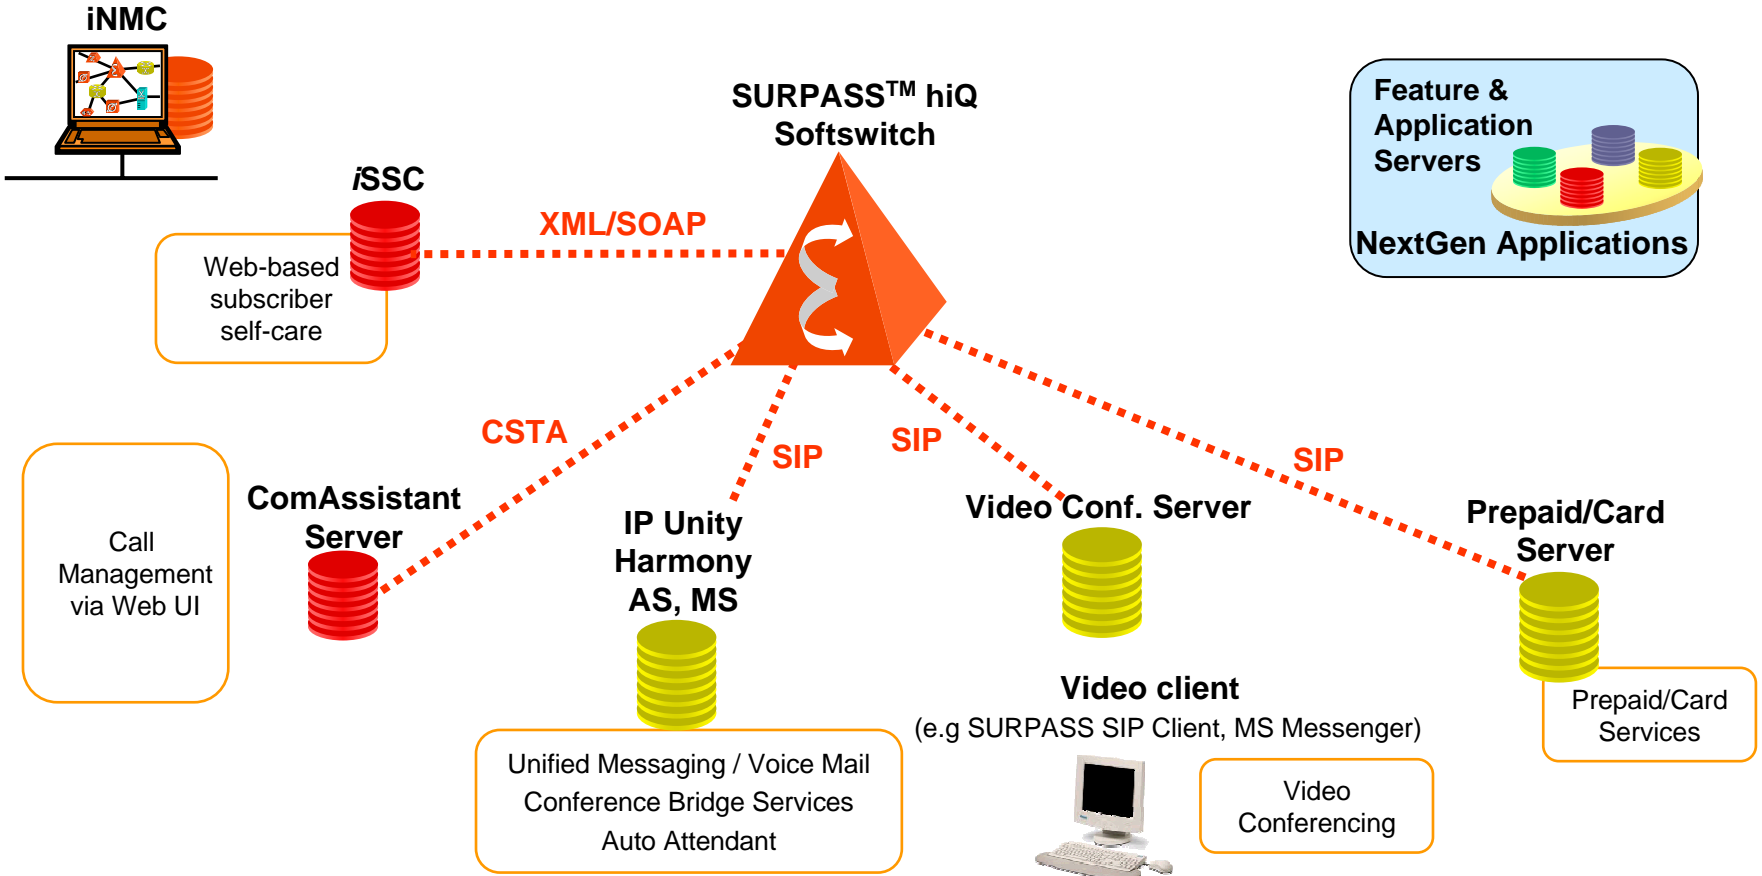 iNMC
SURPASS™ hiQ
Softswitch
Feature &
Application
Servers
NextGen Applications
iSSC
XML/SOAP
Web-based
subscriber
self-care
CSTA
SIP
SIP
SIP
Call
Management
via Web UI
ComAssistant
Server
IP Unity
Harmony
AS, MS
Video Conf. Server
Prepaid/Card
Server
Unified Messaging / Voice Mail
Conference Bridge Services
Auto Attendant
Video client
(e.g SURPASS SIP Client, MS Messenger)
Video
Conferencing
Prepaid/Card
Services